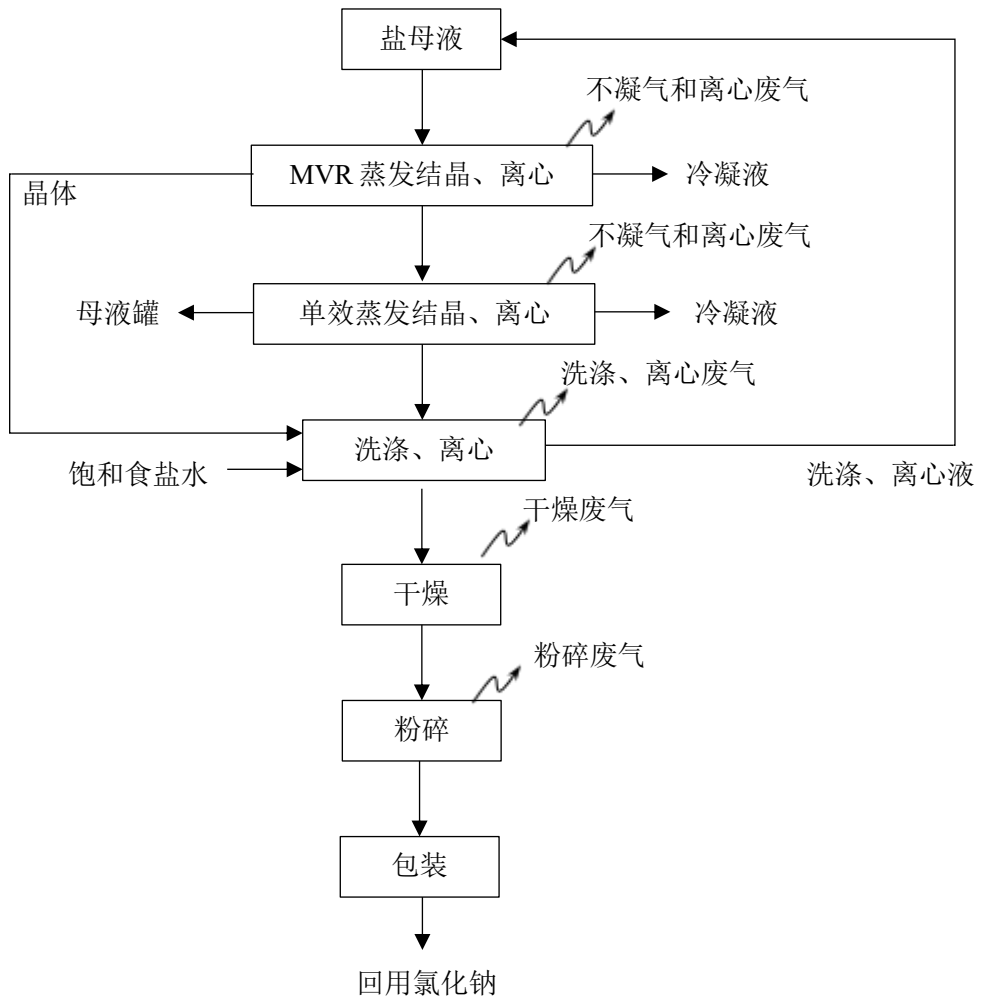 盐母液
不凝气和离心废气
MVR 蒸发结晶、离心
冷凝液
晶体
不凝气和离心废气
母液罐
单效蒸发结晶、离心
冷凝液
洗涤、离心废气
洗涤、离心
饱和食盐水
洗涤、离心液
干燥废气
干燥
粉碎废气
粉碎
包装
回用氯化钠